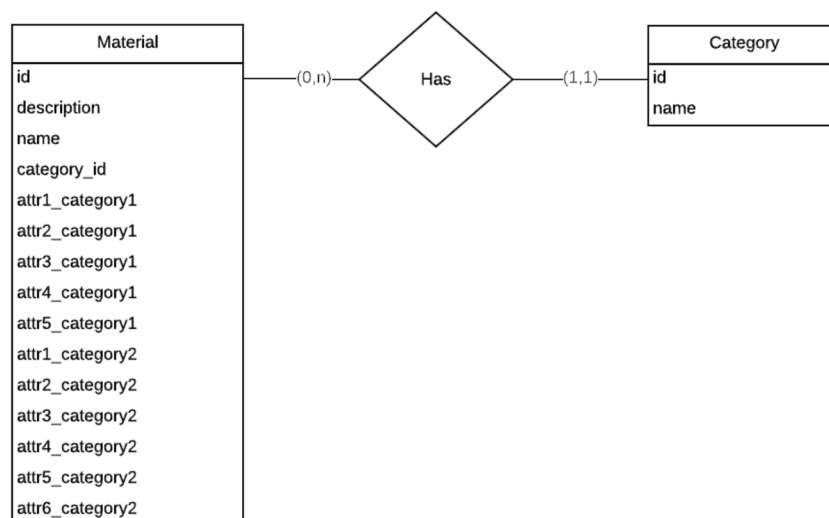 Material
id
description
name
category_id
attr1_category1
attr2_category1
attr3_category1
attr4_category1
attr5_category1
attr1_category2
attr2_category2
attr3_category2
attr4_category2
attr5_category2
attr6_category2
(0,n)
Has
(1,1)
Category
id
name